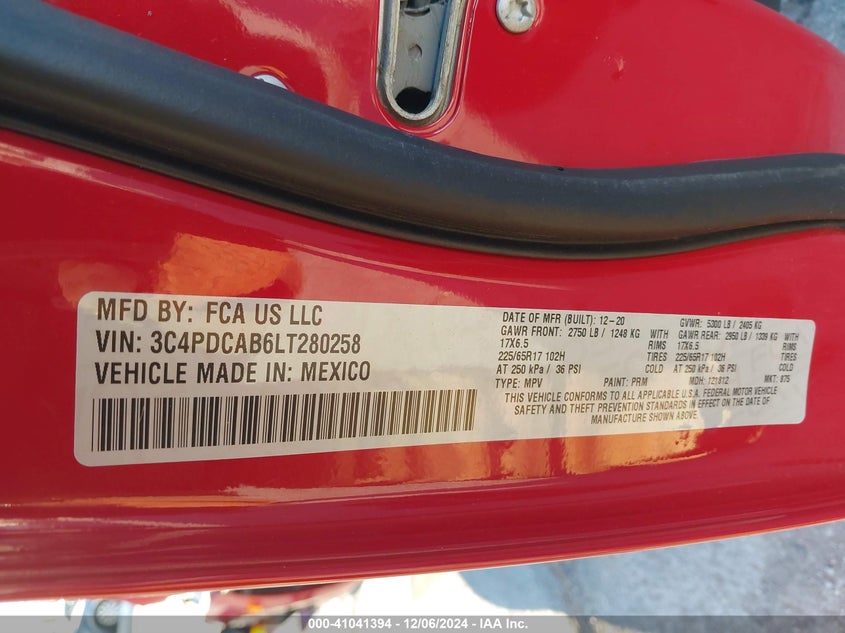 MFD BY: FCA US LLC
VIN: 3C4PDCAB6LT280258
VEHICLE MADE IN: MEXICO
DATE OF MFR (BUILT): 12-20 GVWR: 5300 LB / 2405 KG
GAWR FRONT: 2750 LB / 1248 KG GAWR REAR: 2950 LB / 1339 KG
17X6.5 RIMS 17X6.5 RIMS
225/65R17 102H TIRES 225/65R17 102H TIRES
AT 250 kPa / 36 PSI COLD AT 250 kPa / 36 PSI COLD
TYPE: MPV PAINT: PRM MDH: 121812 MKT: 875
THIS VEHICLE CONFORMS TO ALL APPLICABLE U.S.A. FEDERAL MOTOR VEHICLE
SAFETY AND THEFT PREVENTION STANDARDS IN EFFECT ON THE DATE OF
MANUFACTURE SHOWN ABOVE.
000-41041394 - 12/06/2024 - IAA Inc.